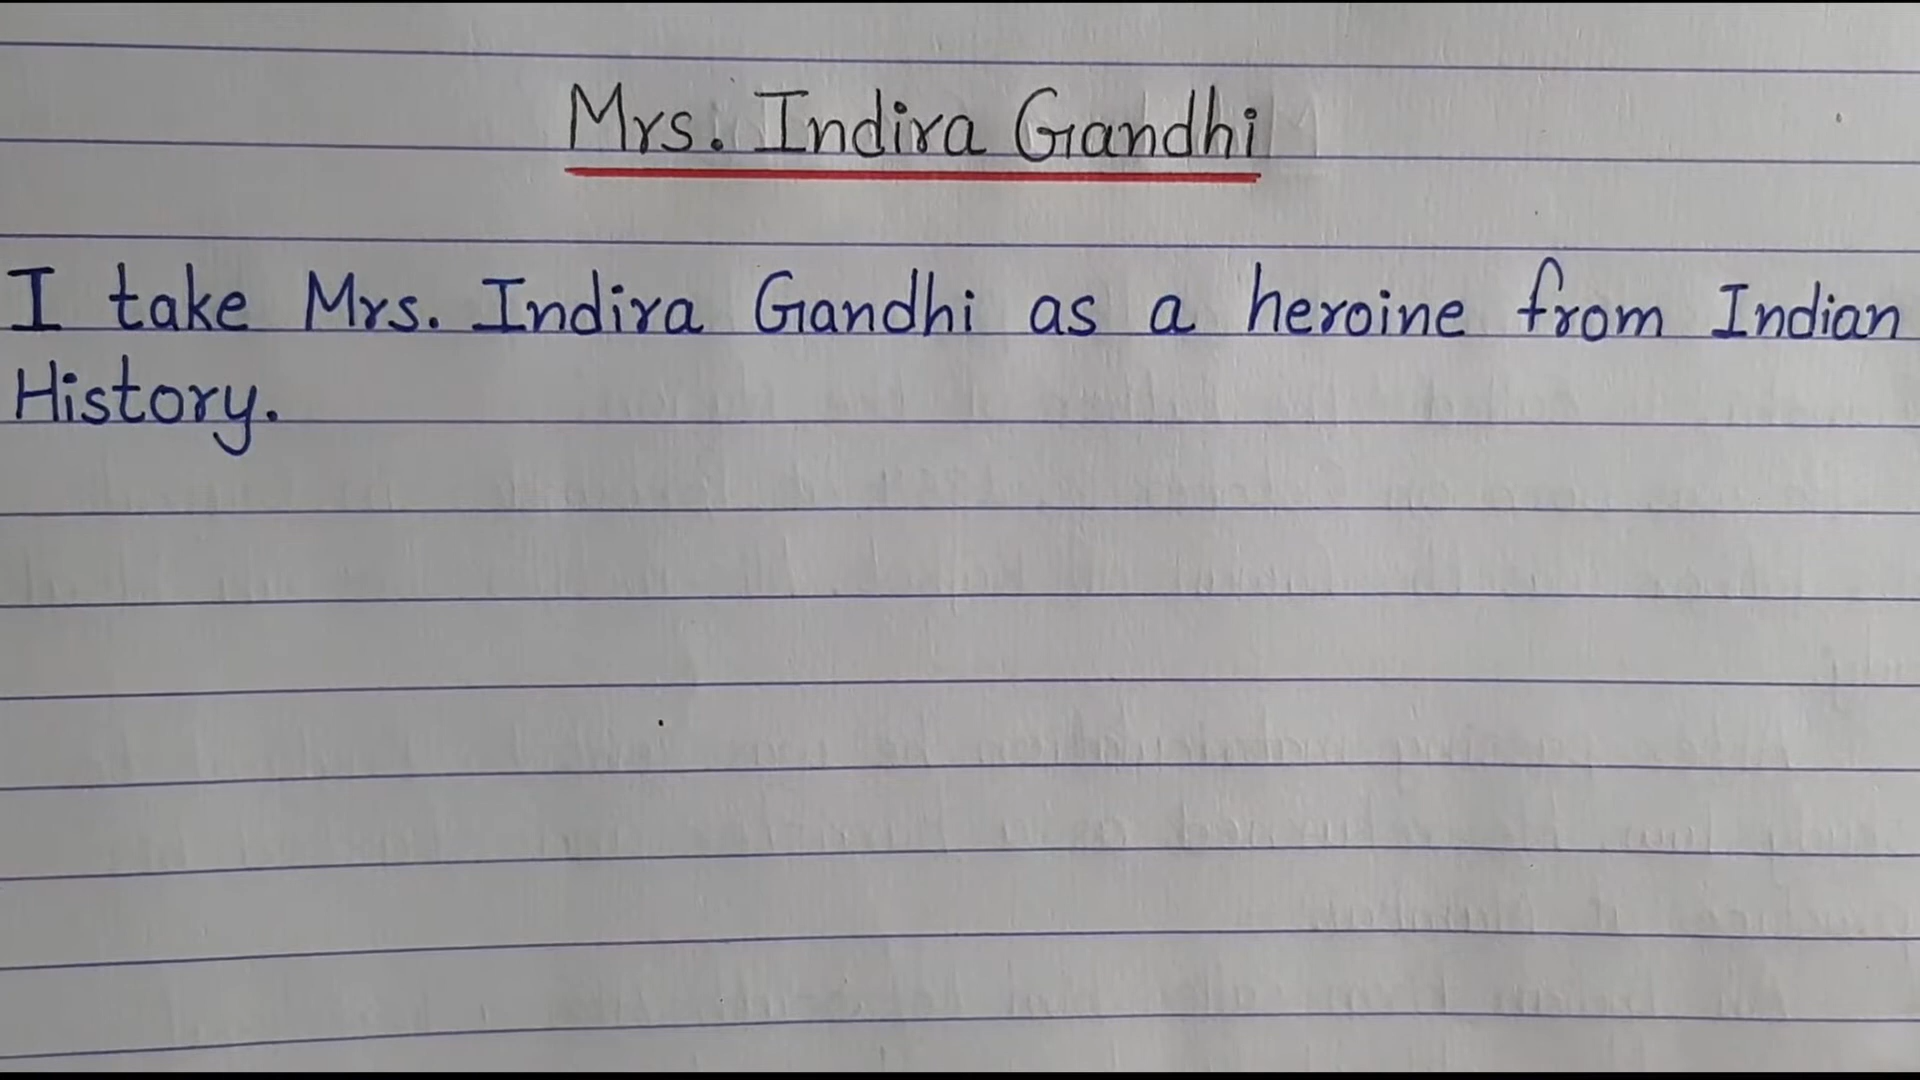 Mrs. Indira Gandhi
I take Mrs. Indira Gandhi as a heroine from Indian
History.